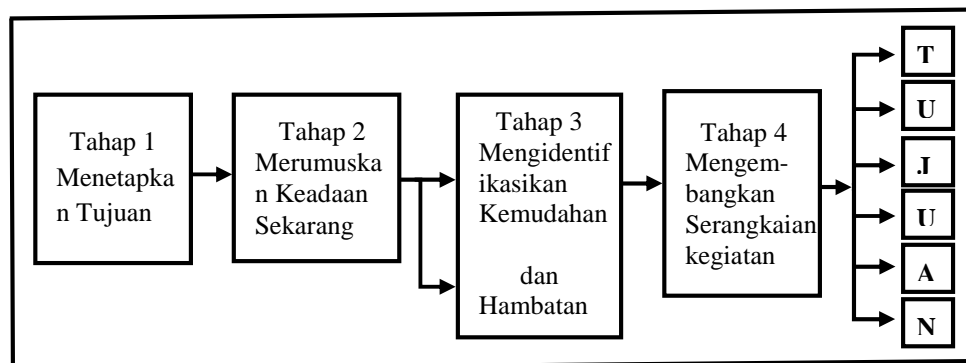 Tahap 1
Menetapka
n Tujuan
Tahap 2
Merumuska
n Keadaan
Sekarang
Tahap 3
Mengidentif
ikasikan
Kemudahan
dan
Hambatan
Tahap 4
Mengem-
bangkan
Serangkaian
kegiatan
T
U
J
U
A
N